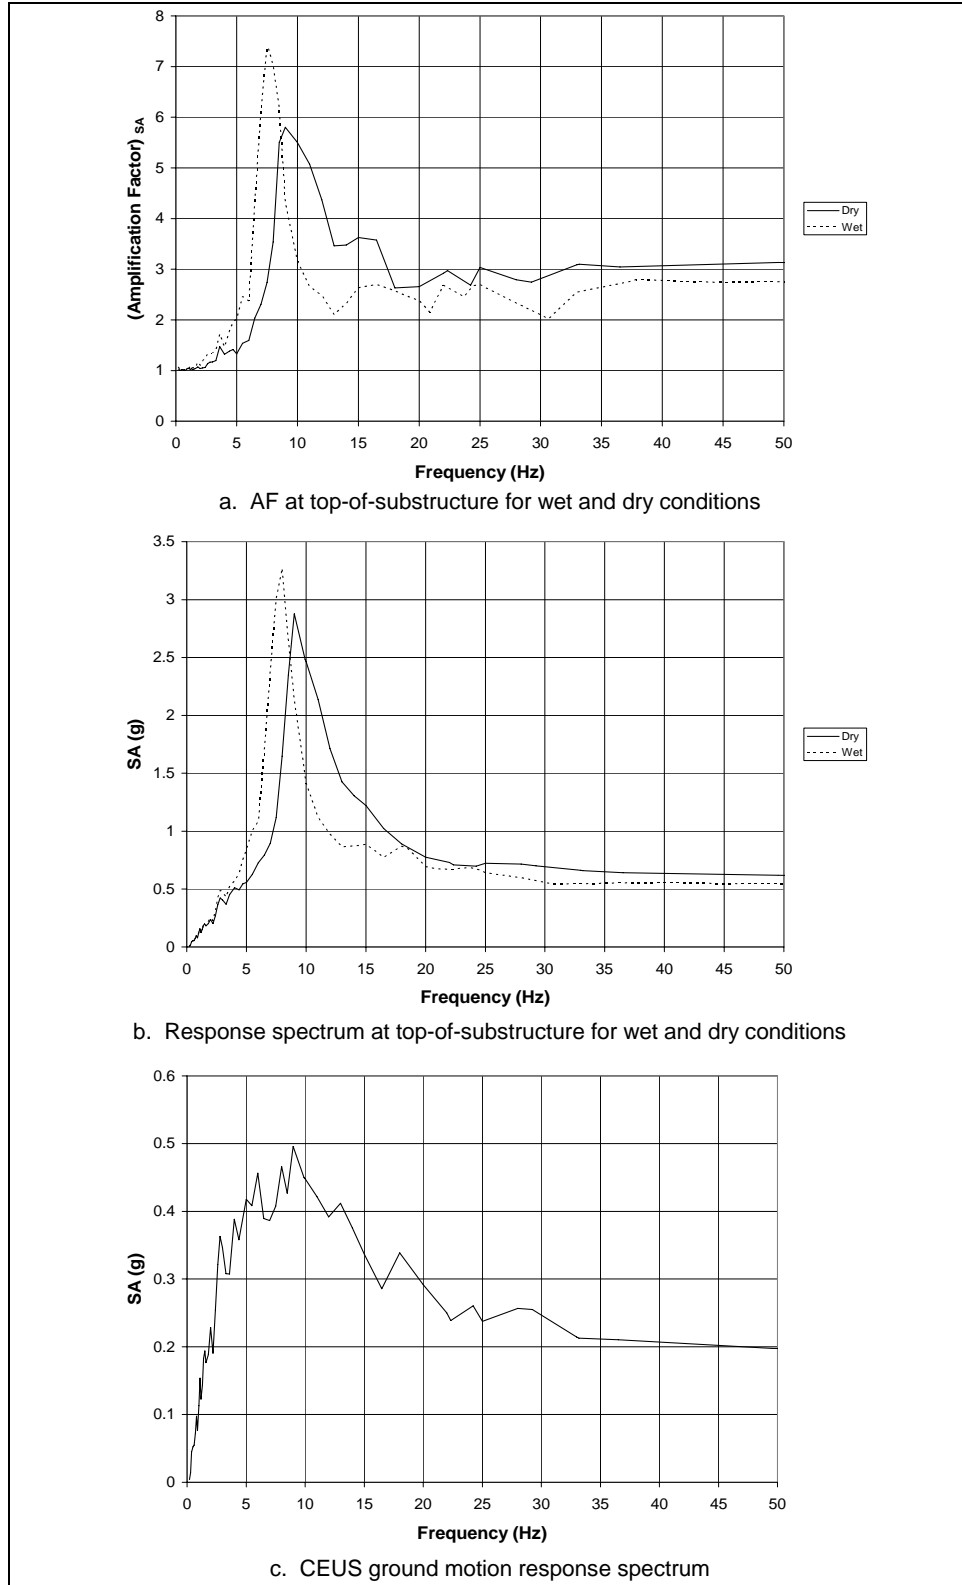 8
7
6
5
4
3
2
1
0
(Amplification Factor) SA
0 5 10 15 20 25 30 35 40 45 50
Frequency (Hz)
Dry
Wet
a. AF at top-of-substructure for wet and dry conditions
3.5
3
2.5
2
1.5
1
0.5
0
SA (g)
0 5 10 15 20 25 30 35 40 45 50
Frequency (Hz)
Dry
Wet
b. Response spectrum at top-of-substructure for wet and dry conditions
0.6
0.5
0.4
0.3
0.2
0.1
0
SA (g)
0 5 10 15 20 25 30 35 40 45 50
Frequency (Hz)
c. CEUS ground motion response spectrum